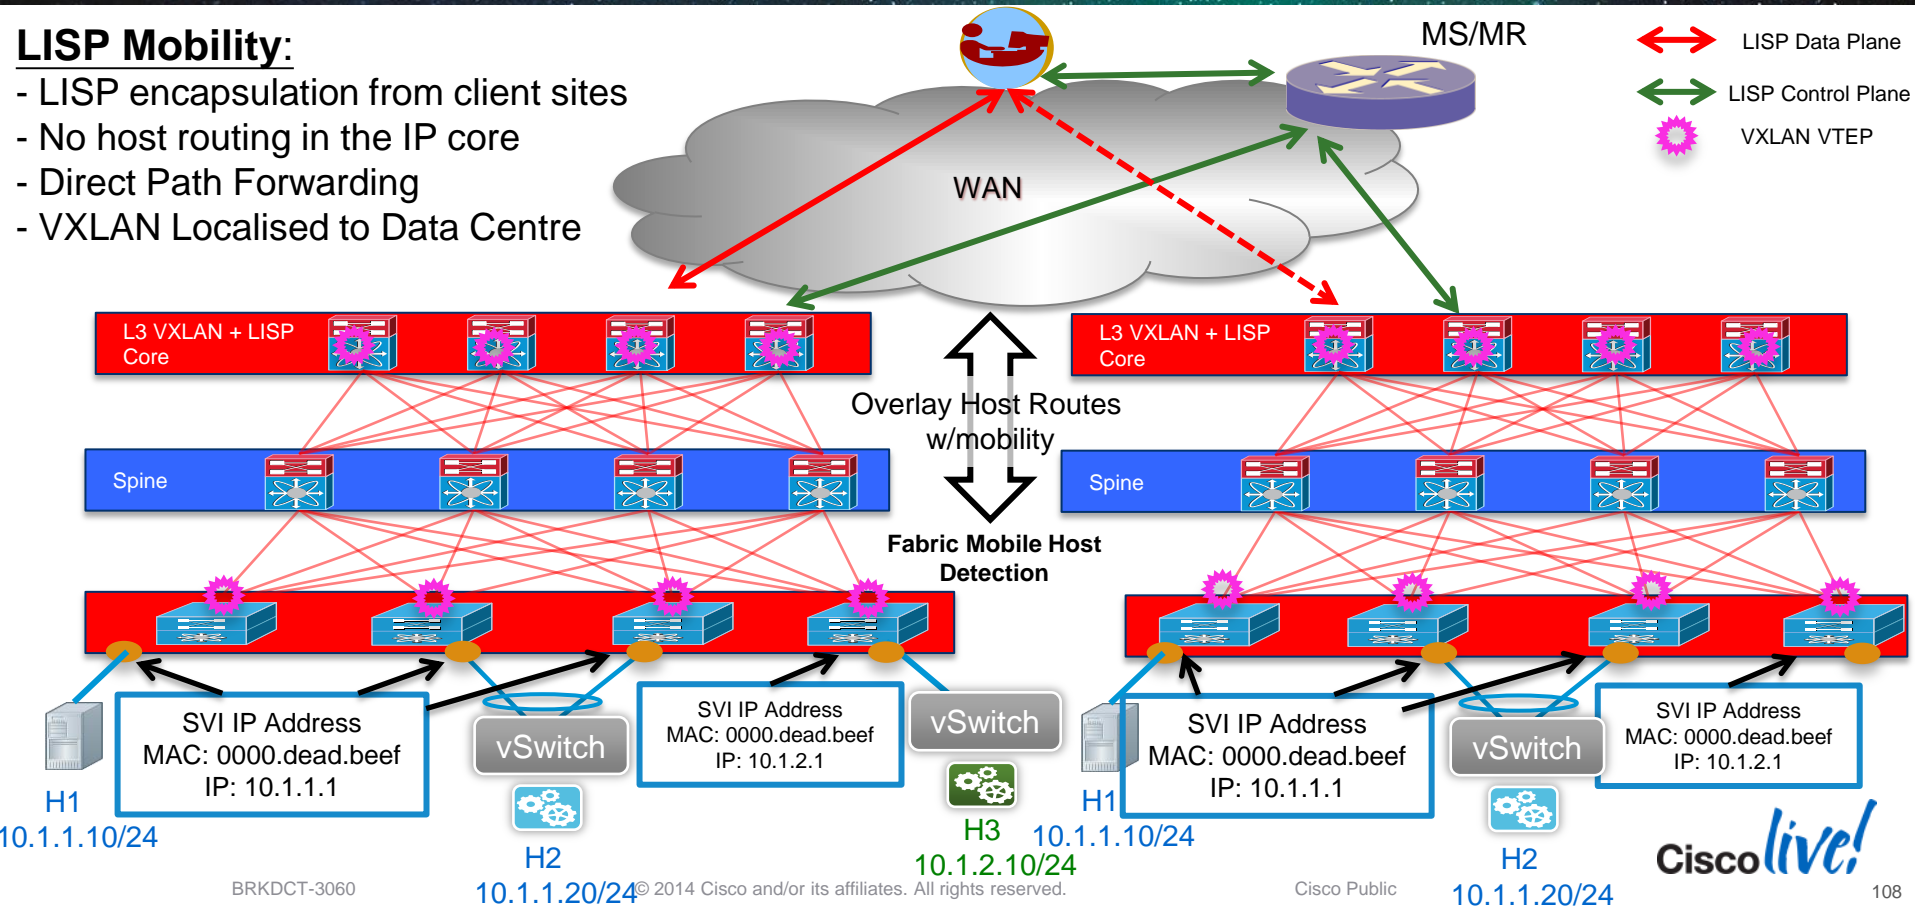 LISP Mobility:
- LISP encapsulation from client sites
- No host routing in the IP core
- Direct Path Forwarding
- VXLAN Localised to Data Centre
MS/MR
LISP Data Plane
LISP Control Plane
VXLAN VTEP
WAN
L3 VXLAN + LISP
Core
L3 VXLAN + LISP
Core
Overlay Host Routes
w/mobility
Spine
Spine
Fabric Mobile Host
Detection
SVI IP Address
MAC: 0000.dead.beef
IP: 10.1.1.1
vSwitch
SVI IP Address
MAC: 0000.dead.beef
IP: 10.1.2.1
vSwitch
SVI IP Address
MAC: 0000.dead.beef
IP: 10.1.1.1
vSwitch
SVI IP Address
MAC: 0000.dead.beef
IP: 10.1.2.1
H1
10.1.1.10/24
H2
10.1.1.20/24
H3
10.1.2.10/24
H1
10.1.1.10/24
H2
10.1.1.20/24
Cisco live!
BRKDCT-3060
© 2014 Cisco and/or its affiliates. All rights reserved.
Cisco Public
108